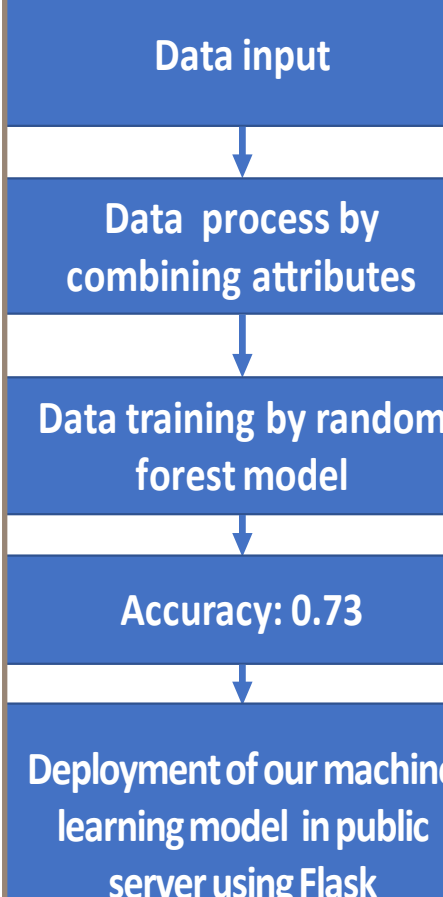 Data input
Data process by
combining attributes
Data training by random
forest model
Accuracy: 0.73
Deployment of our machine
learning model in public
server using Flask